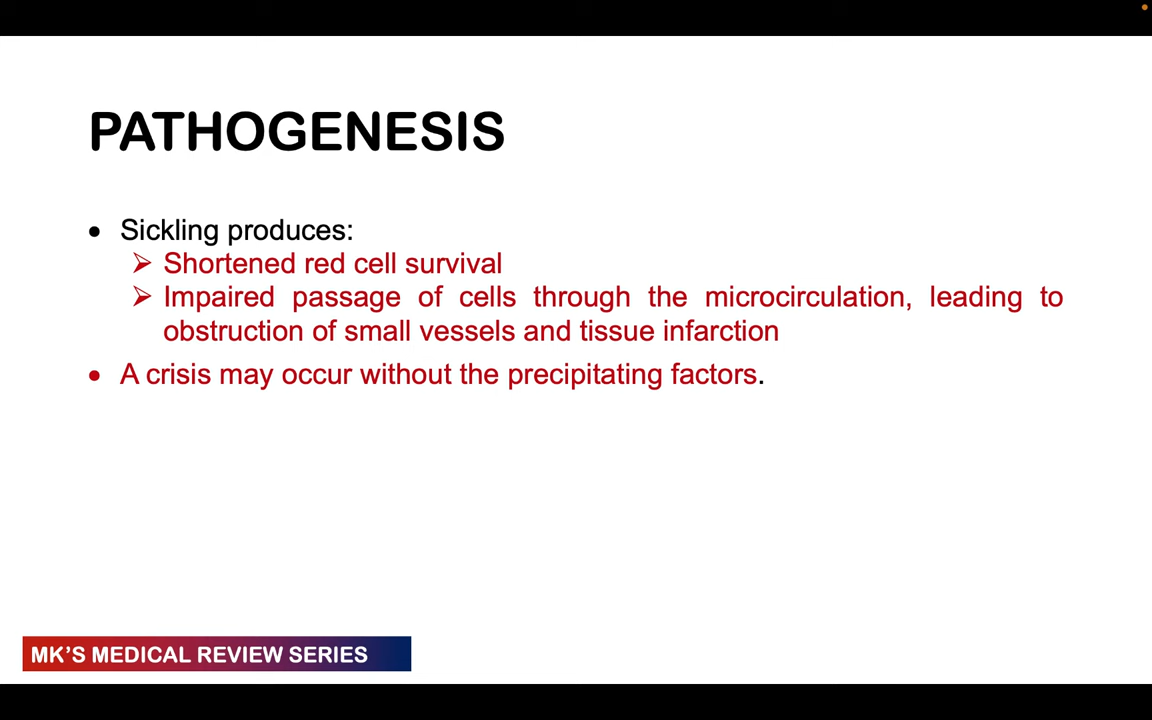 PATHOGENESIS
• Sickling produces:
➢ Shortened red cell survival
➢ Impaired passage of cells through the microcirculation, leading to
obstruction of small vessels and tissue infarction
• A crisis may occur without the precipitating factors.
MK'S MEDICAL REVIEW SERIES